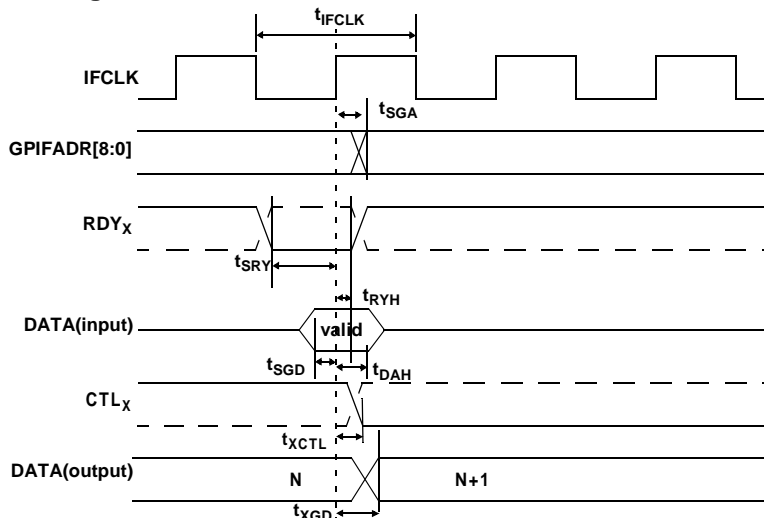 tIFCLK
IFCLK
tSGA
GPIFADR[8:0]
RDYX
tSRY
tRYH
DATA(input)
valid
tSGD
tDAH
CTLX
tXCTL
DATA(output)
N
N+1
tXGD